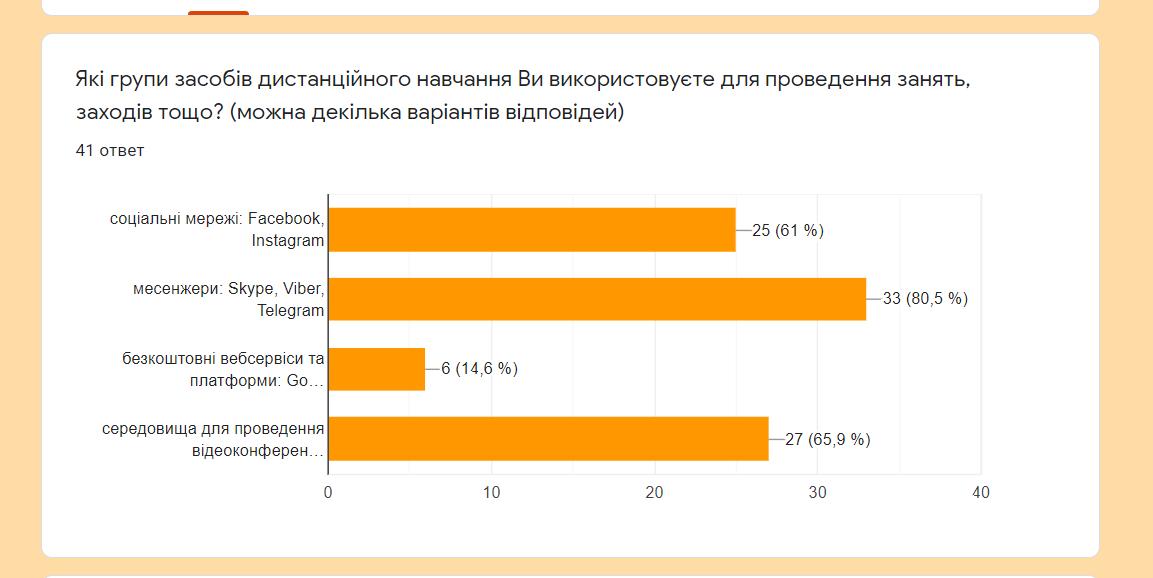 Які групи засобів дистанційного навчання Ви використовуєте для проведення занять,
заходів тощо? (можна декілька варіантів відповідей)
41 ответ
соціальні мережі: Facebook,
Instagram
25 (61 %)
месенжери: Skype, Viber,
Telegram
33 (80,5 %)
безкоштовні вебсервіси та
платформи: Go...
6 (14,6 %)
середовища для проведення
відеоконферен...
27 (65,9 %)
0 10 20 30 40